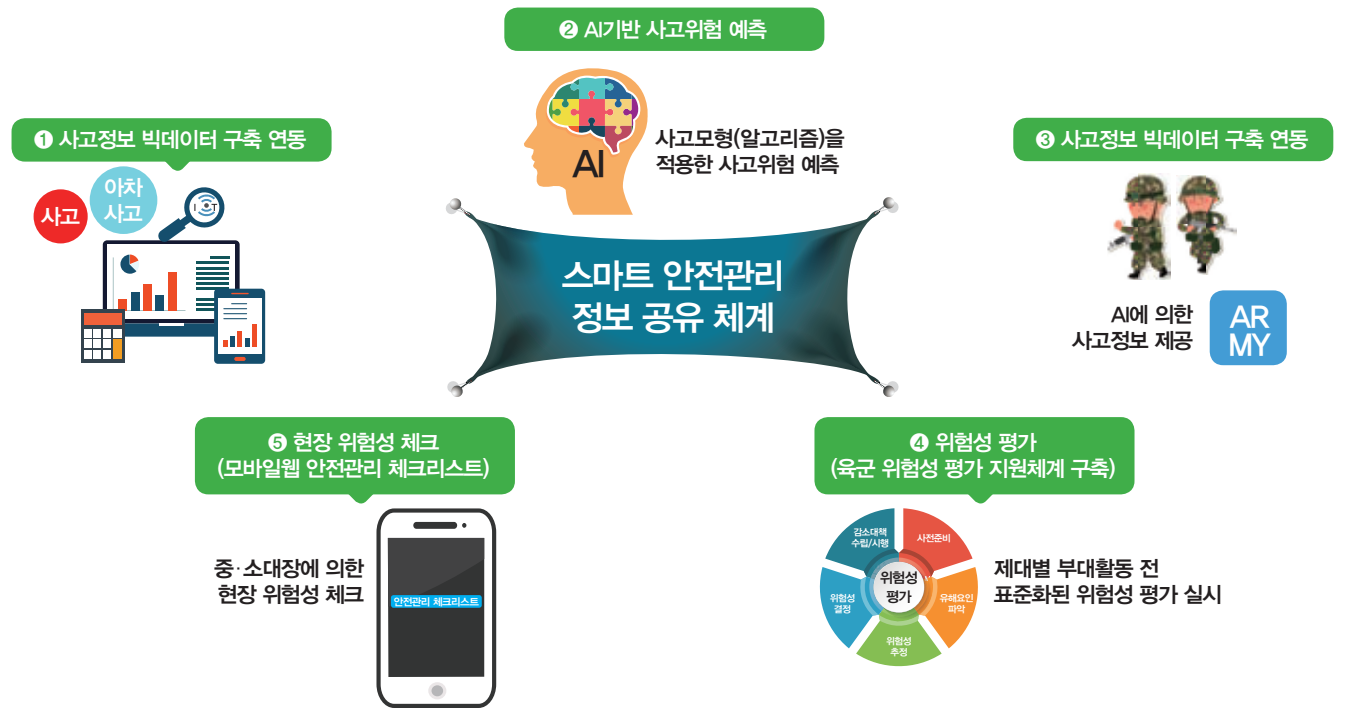 ❷ AI기반 사고위험 예측
AI
사고모형(알고리즘)을
적용한 사고위험 예측
❶ 사고정보 빅데이터 구축 연동
사고
아차
사고
I T
❸ 사고정보 빅데이터 구축 연동
AI에 의한
사고정보 제공
AR
MY
스마트 안전관리
정보 공유 체계
❺ 현장 위험성 체크
(모바일웹 안전관리 체크리스트)
중·소대장에 의한
현장 위험성 체크
안전관리 체크리스트
❹ 위험성 평가
(육군 위험성 평가 지원체계 구축)
감소대책
수립/시행
사전준비
위험성
평가
위험성
결정
유해요인
파악
위험성
추정
제대별 부대활동 전
표준화된 위험성 평가 실시